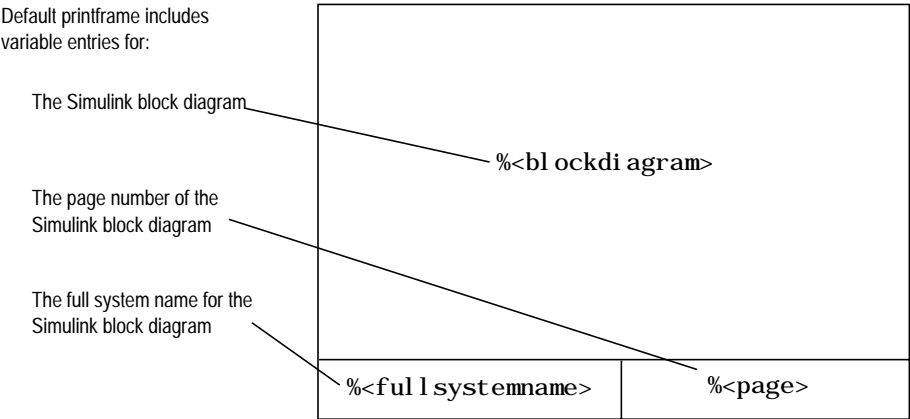 Default printframe includes
variable entries for:
The Simulink block diagram
%<blockdiagram>
The page number of the
Simulink block diagram
The full system name for the
Simulink block diagram
%<fullsystemname>
%<page>